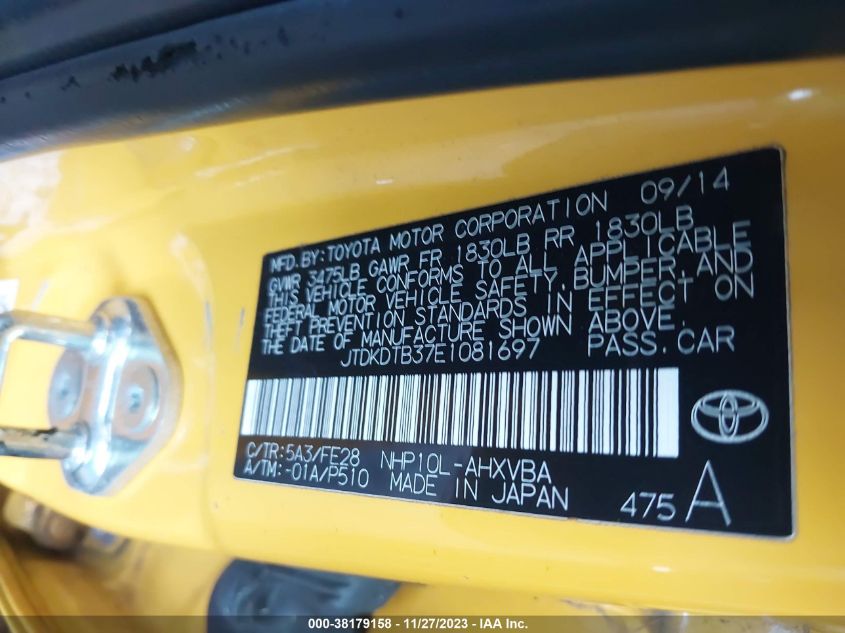 MFD.BY:TOYOTA MOTOR CORPORATION 09/14
GVWR 3475LB GAWR FR 1830LB RR 1830LB
THIS VEHICLE CONFORMS TO ALL APPLICABLE
FEDERAL MOTOR VEHICLE SAFETY,BUMPER,AND
THEFT PREVENTION STANDARDS IN EFFECT ON
THE DATE OF MANUFACTURE SHOWN ABOVE.
JTDKDTB37E1081697 PASS.CAR
C/TR:5A3/FE28 NHP10L-AHXVBA
A/TM:-01A/P510 MADE IN JAPAN
475 A
000-38179158 - 11/27/2023 - IAA Inc.